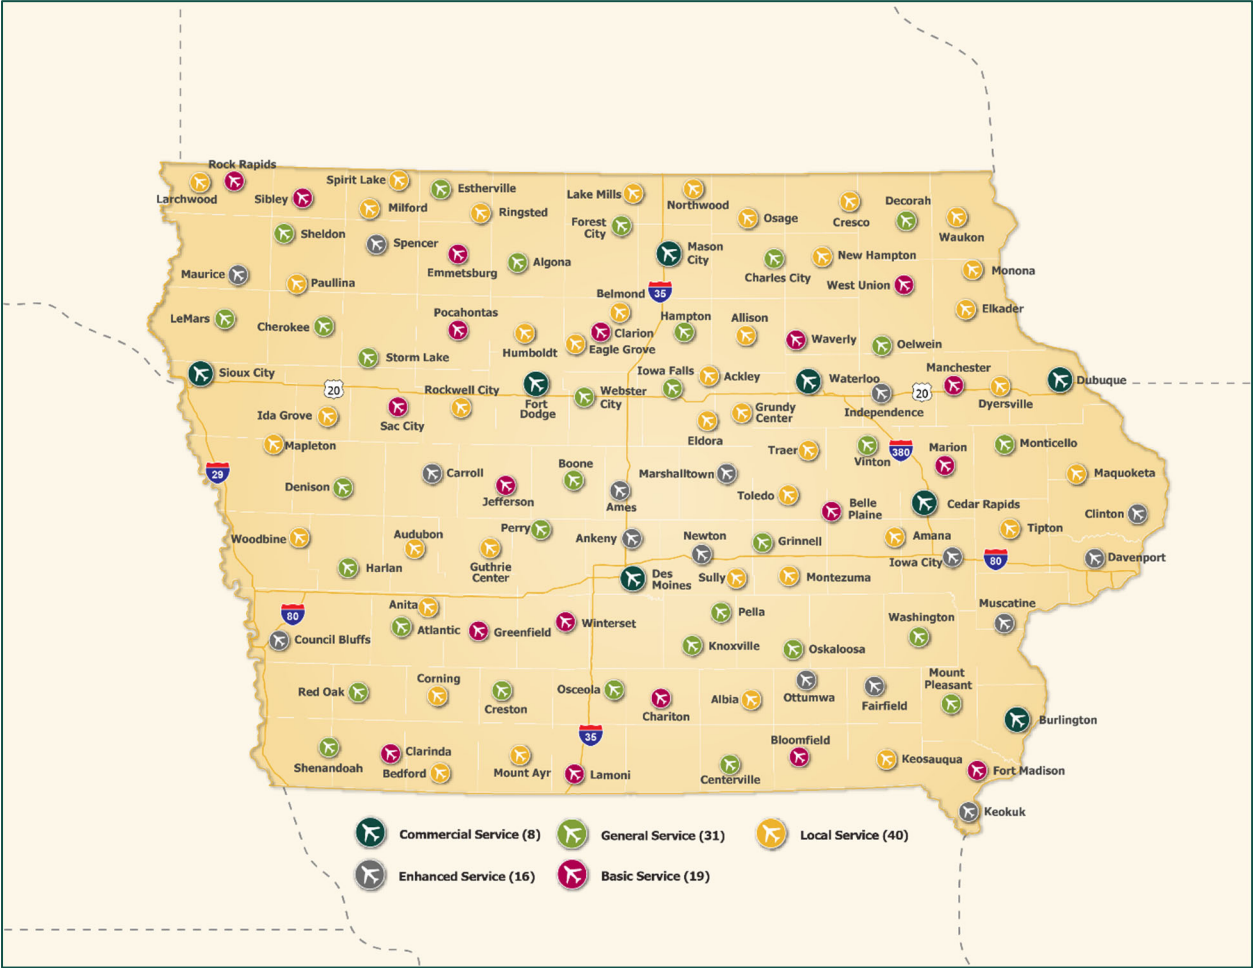 Rock Rapids
Larchwood
Sibley
Spirit Lake
Estherville
Milford
Ringsted
Lake Mills
Northwood
Forest
City
Osage
Cresco
Decorah
Waukon
Sheldon
Spencer
Emmetsburg
Algona
Mason
City
Charles City
New Hampton
West Union
Monona
Maurice
Paullina
35
Belmond
Elkader
LeMars
Cherokee
Pocahontas
Humboldt
Clarion
Eagle Grove
Hampton
Allison
Waverly
Oelwein
Storm Lake
Sioux City
20
Rockwell City
Fort
Dodge
Webster
City
Iowa Falls
Ackley
Waterloo
Independence
20
Manchester
Dyersville
Dubuque
Ida Grove
Sac City
Grundy
Center
Eldora
Mapleton
Traer
Vinton
380
Marion
Monticello
29
Carroll
Boone
Marshalltown
Maquoketa
Denison
Jefferson
Ames
Toledo
Belle
Plaine
Cedar Rapids
Clinton
Woodbine
Audubon
Perry
Ankeny
Newton
Grinnell
Amana
Tipton
Harlan
Guthrie
Center
Iowa City
80
Davenport
Des
Moines
Sully
Montezuma
80
Anita
Atlantic
Greenfield
Winterset
Pella
Washington
Muscatine
Council Bluffs
Knoxville
Oskaloosa
Red Oak
Corning
Creston
Osceola
Chariton
Albia
Ottumwa
Fairfield
Mount
Pleasant
35
Burlington
Shenandoah
Clarinda
Bedford
Mount Ayr
Lamoni
Centerville
Bloomfield
Keosauqua
Fort Madison
Keokuk
Commercial Service (8)
General Service (31)
Local Service (40)
Enhanced Service (16)
Basic Service (19)